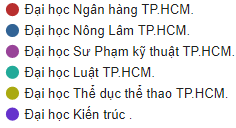 Đại học Ngân hàng TP.HCM.
Đại học Nông Lâm TP.HCM.
Đại học Sư Phạm kỹ thuật TP.HCM.
Đại học Luật TP.HCM.
Đại học Thể dục thể thao TP.HCM.
Đại học Kiến trúc .